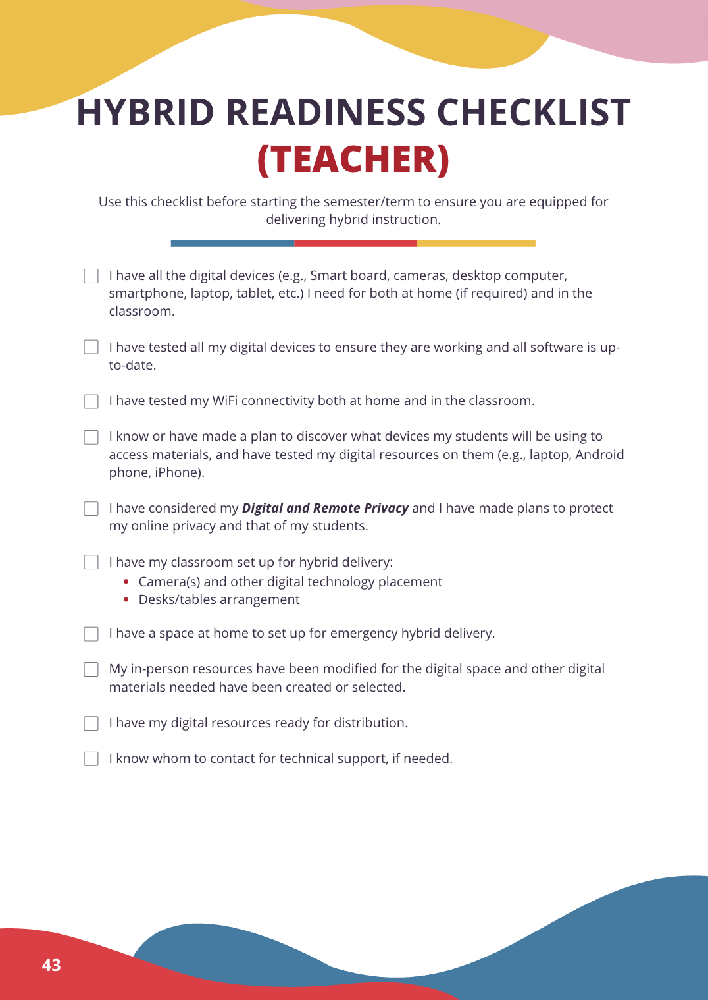 HYBRID READINESS CHECKLIST
(TEACHER)
Use this checklist before starting the semester/term to ensure you are equipped for
delivering hybrid instruction.
I have all the digital devices (e.g., Smart board, cameras, desktop computer,
smartphone, laptop, tablet, etc.) I need for both at home (if required) and in the
classroom.
I have tested all my digital devices to ensure they are working and all software is up-
to-date.
I have tested my WiFi connectivity both at home and in the classroom.
I know or have made a plan to discover what devices my students will be using to
access materials, and have tested my digital resources on them (e.g., laptop, Android
phone, iPhone).
I have considered my Digital and Remote Privacy and I have made plans to protect
my online privacy and that of my students.
I have my classroom set up for hybrid delivery:
• Camera(s) and other digital technology placement
• Desks/tables arrangement
I have a space at home to set up for emergency hybrid delivery.
My in-person resources have been modified for the digital space and other digital
materials needed have been created or selected.
I have my digital resources ready for distribution.
I know whom to contact for technical support, if needed.
43